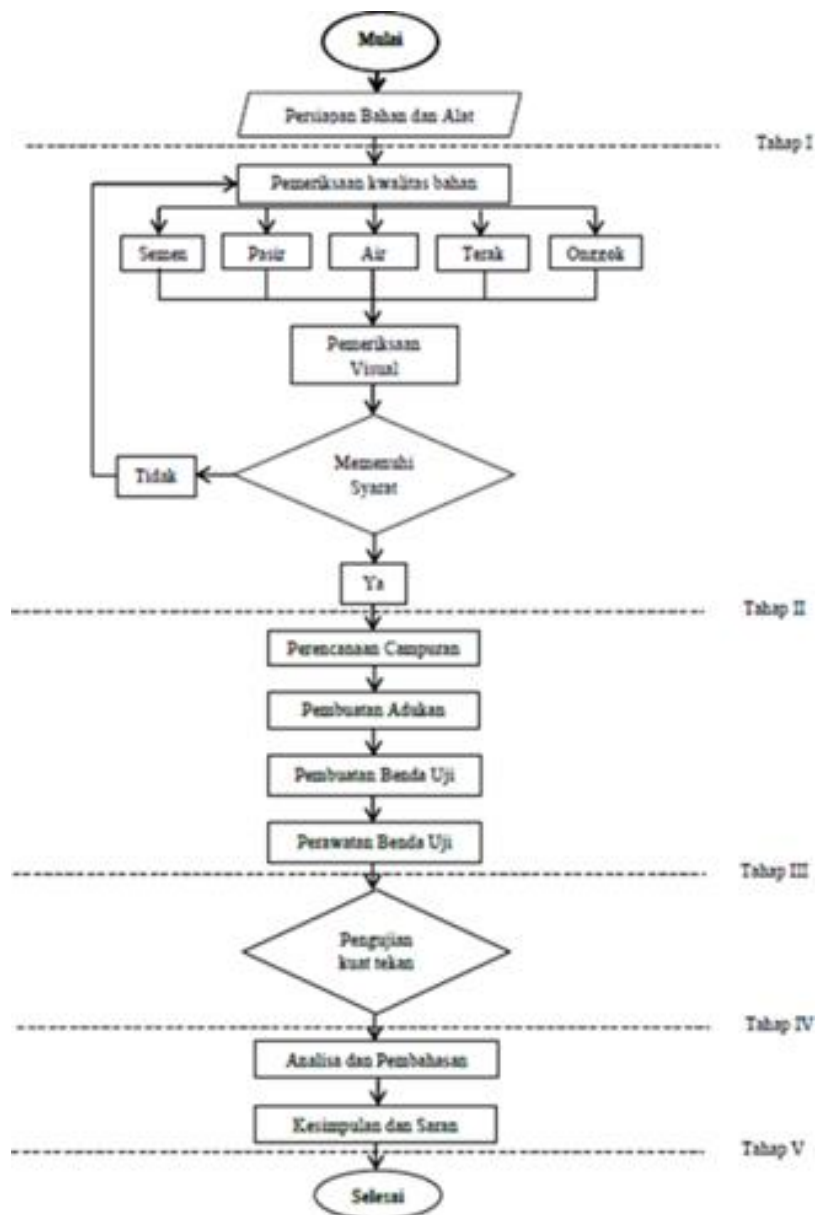 Mulai
Persiapan Bahan dan Alat
Tahap I
Pemeriksaan kwalitas bahan
Semen
Pasir
Air
Terak
Onggok
Pemeriksaan
Visual
Memenuhi
Syarat
Tidak
Ya
Tahap II
Perencanaan Campuran
Pembuatan Adukan
Pembuatan Benda Uji
Perawatan Benda Uji
Tahap III
Pengujian
kuat tekan
Tahap IV
Analisa dan Pembahasan
Kesimpulan dan Saran
Tahap V
Selesai